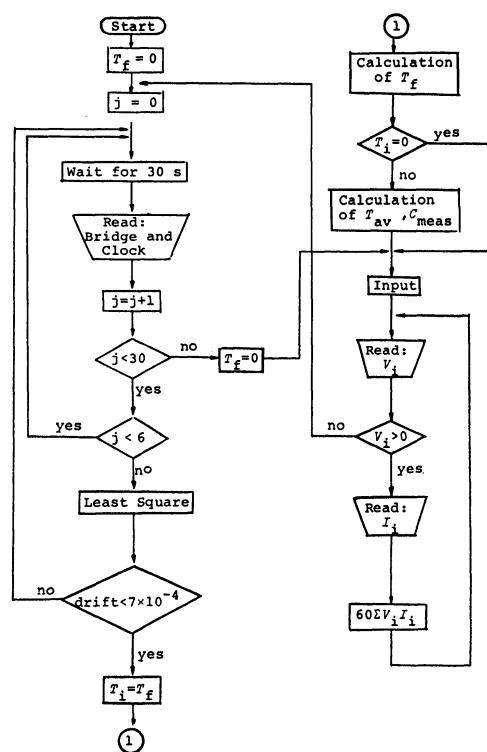 Start
T_f = 0
j = 0
Wait for 30 s
Read:
Bridge and
Clock
j=j+1
j<30
no
T_f=0
yes
j < 6
yes
no
Least Square
drift<7×10⁻⁴
no
yes
T_i=T_f
1
1
Calculation
of T_f
T_i=0
yes
no
Calculation
of T_av ,C_meas
Input
Read:
V_i
V_i>0
no
yes.
Read:
I_i
60ΣV_iI_i